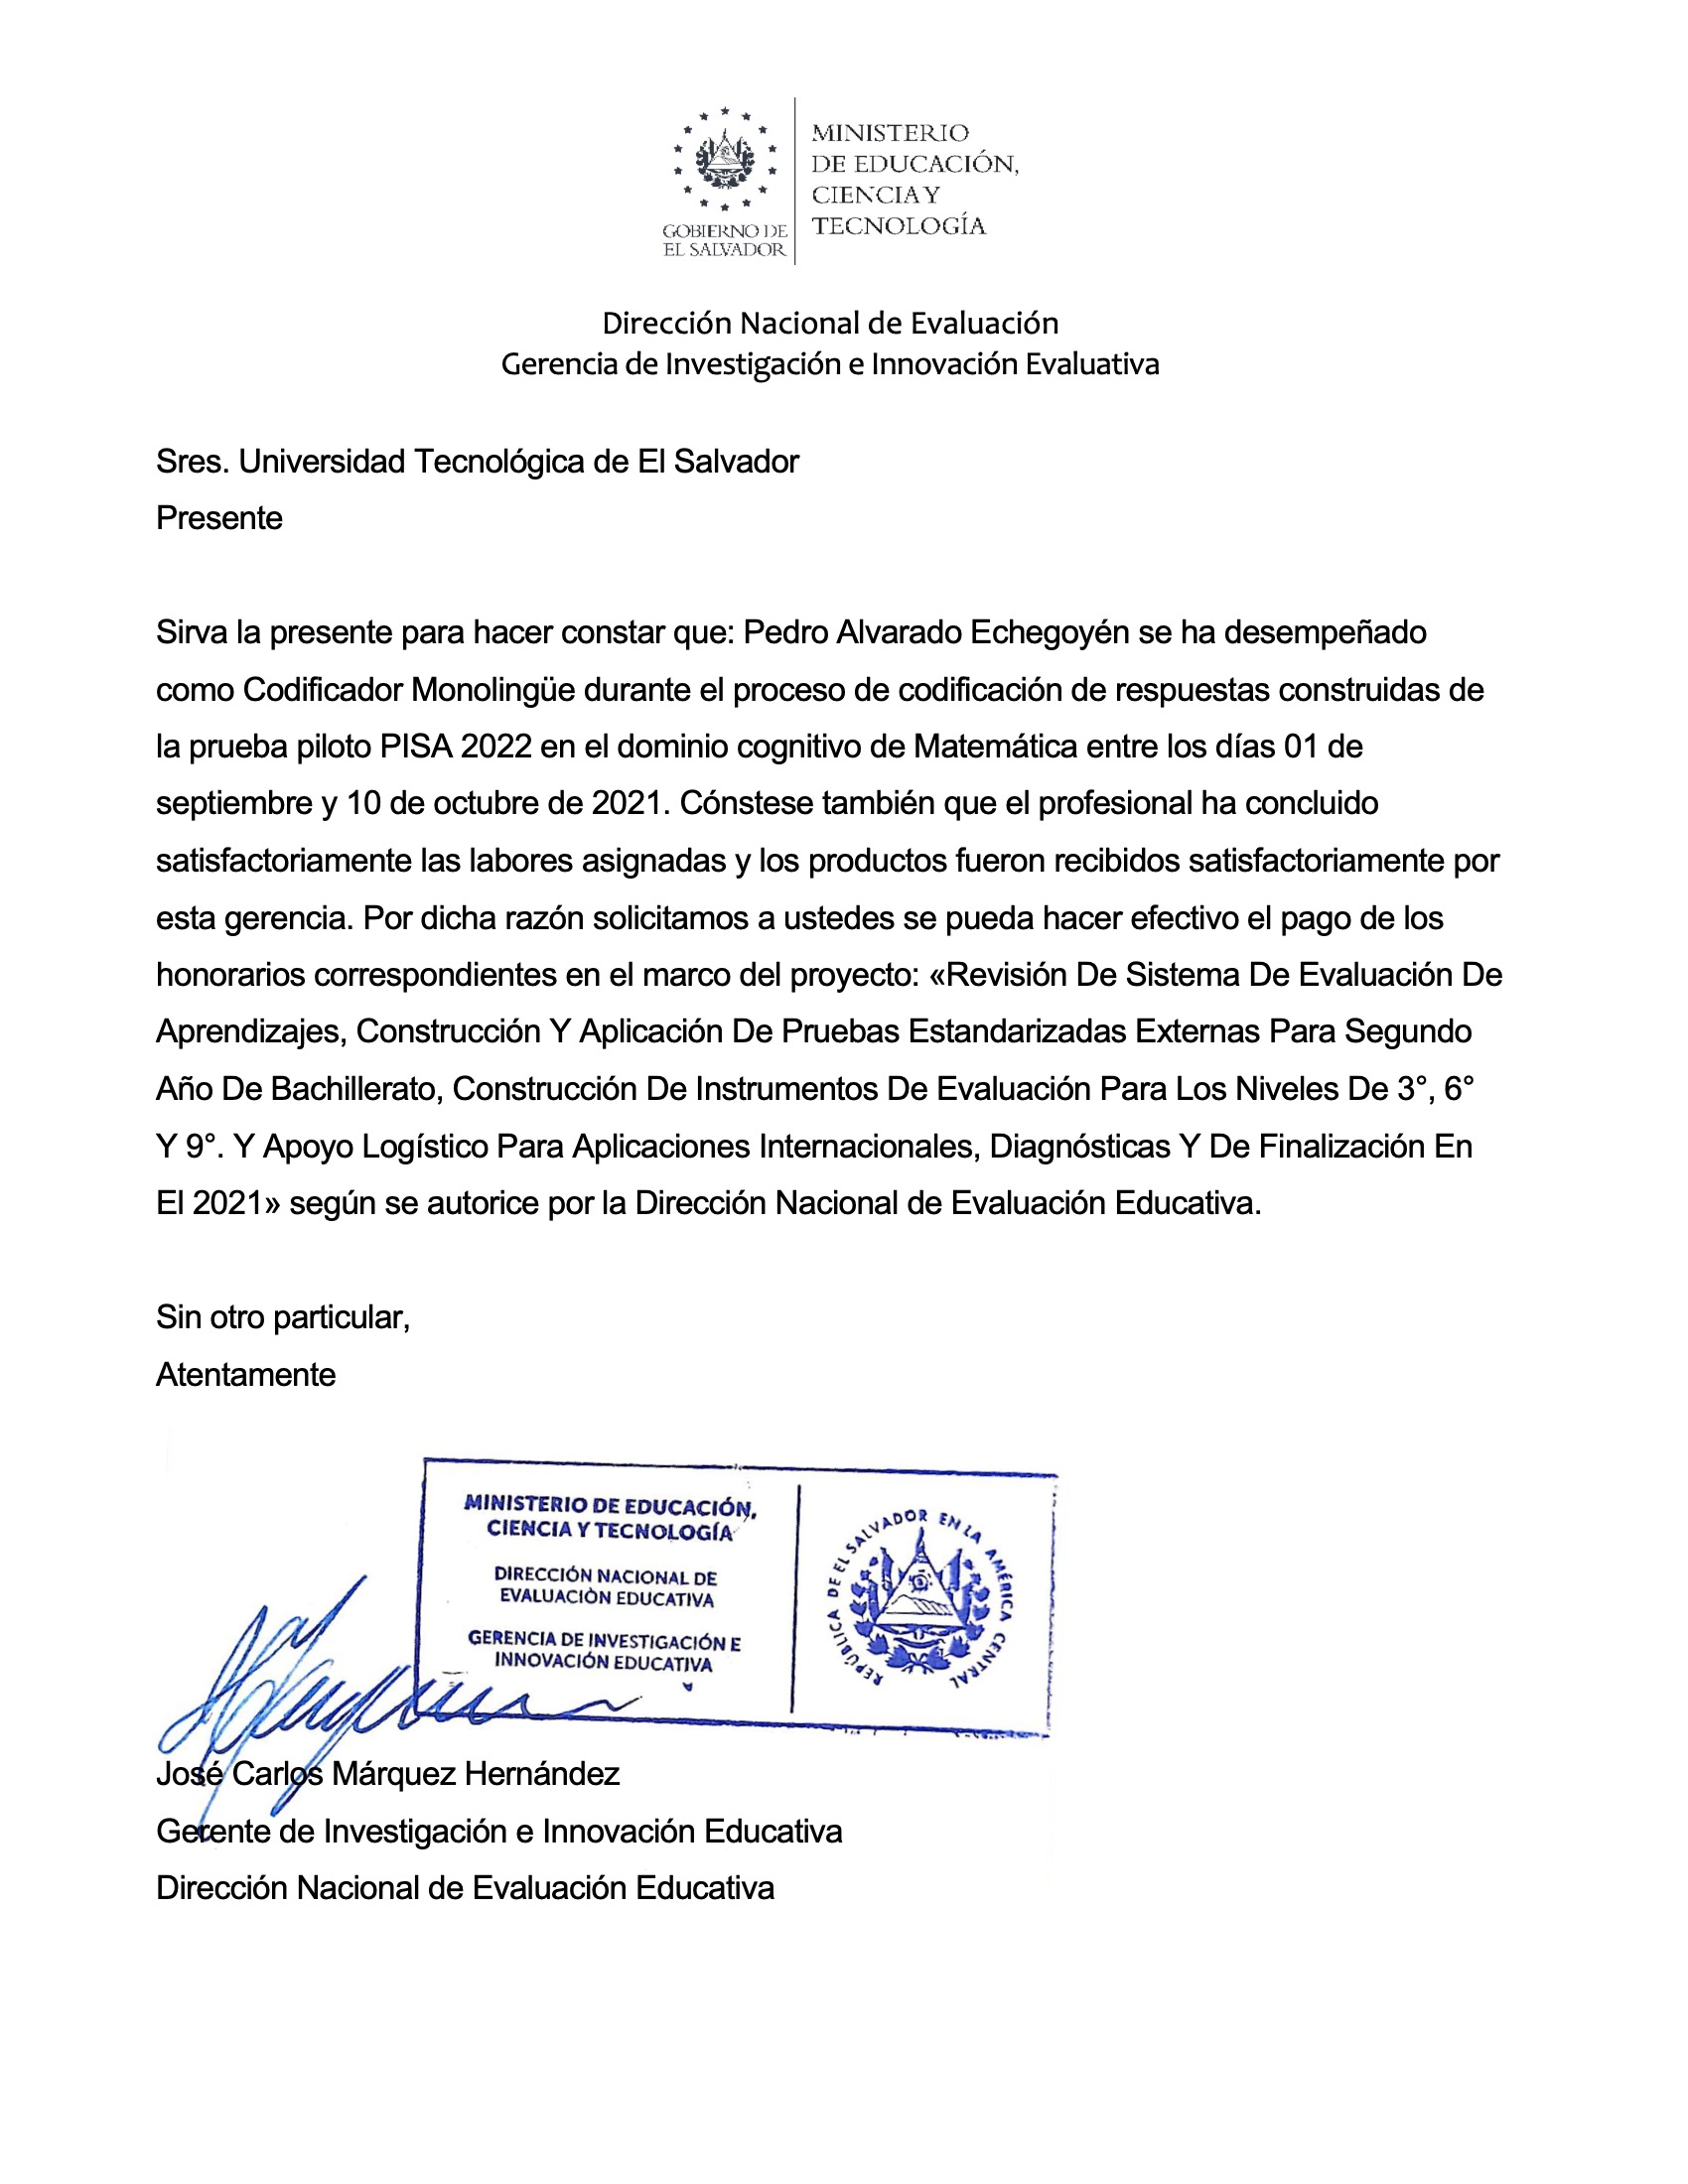 GOBIERNO DE
EL SALVADOR
MINISTERIO
DE EDUCACIÓN,
CIENCIA Y
TECNOLOGÍA
Dirección Nacional de Evaluación
Gerencia de Investigación e Innovación Evaluativa
Sres. Universidad Tecnológica de El Salvador
Presente
Sirva la presente para hacer constar que: Pedro Alvarado Echegoyén se ha desempeñado
como Codificador Monolingüe durante el proceso de codificación de respuestas construidas de
la prueba piloto PISA 2022 en el dominio cognitivo de Matemática entre los días 01 de
septiembre y 10 de octubre de 2021. Cónstese también que el profesional ha concluido
satisfactoriamente las labores asignadas y los productos fueron recibidos satisfactoriamente por
esta gerencia. Por dicha razón solicitamos a ustedes se pueda hacer efectivo el pago de los
honorarios correspondientes en el marco del proyecto: «Revisión De Sistema De Evaluación De
Aprendizajes, Construcción Y Aplicación De Pruebas Estandarizadas Externas Para Segundo
Año De Bachillerato, Construcción De Instrumentos De Evaluación Para Los Niveles De 3°, 6°
Y 9°. Y Apoyo Logístico Para Aplicaciones Internacionales, Diagnósticas Y De Finalización En
El 2021» según se autorice por la Dirección Nacional de Evaluación Educativa.
Sin otro particular,
Atentamente
MINISTERIO DE EDUCACIÓN,
CIENCIA Y TECNOLOGÍA
DIRECCIÓN NACIONAL DE
EVALUACIÒN EDUCATIVA
GERENCIA DE INVESTIGACIÓN E
INNOVACIÓN EDUCATIVA
REPÚBLICA DE EL SALVADOR EN LA AMÉRICA CENTRAL
José Carlos Márquez Hernández
Gerente de Investigación e Innovación Educativa
Dirección Nacional de Evaluación Educativa